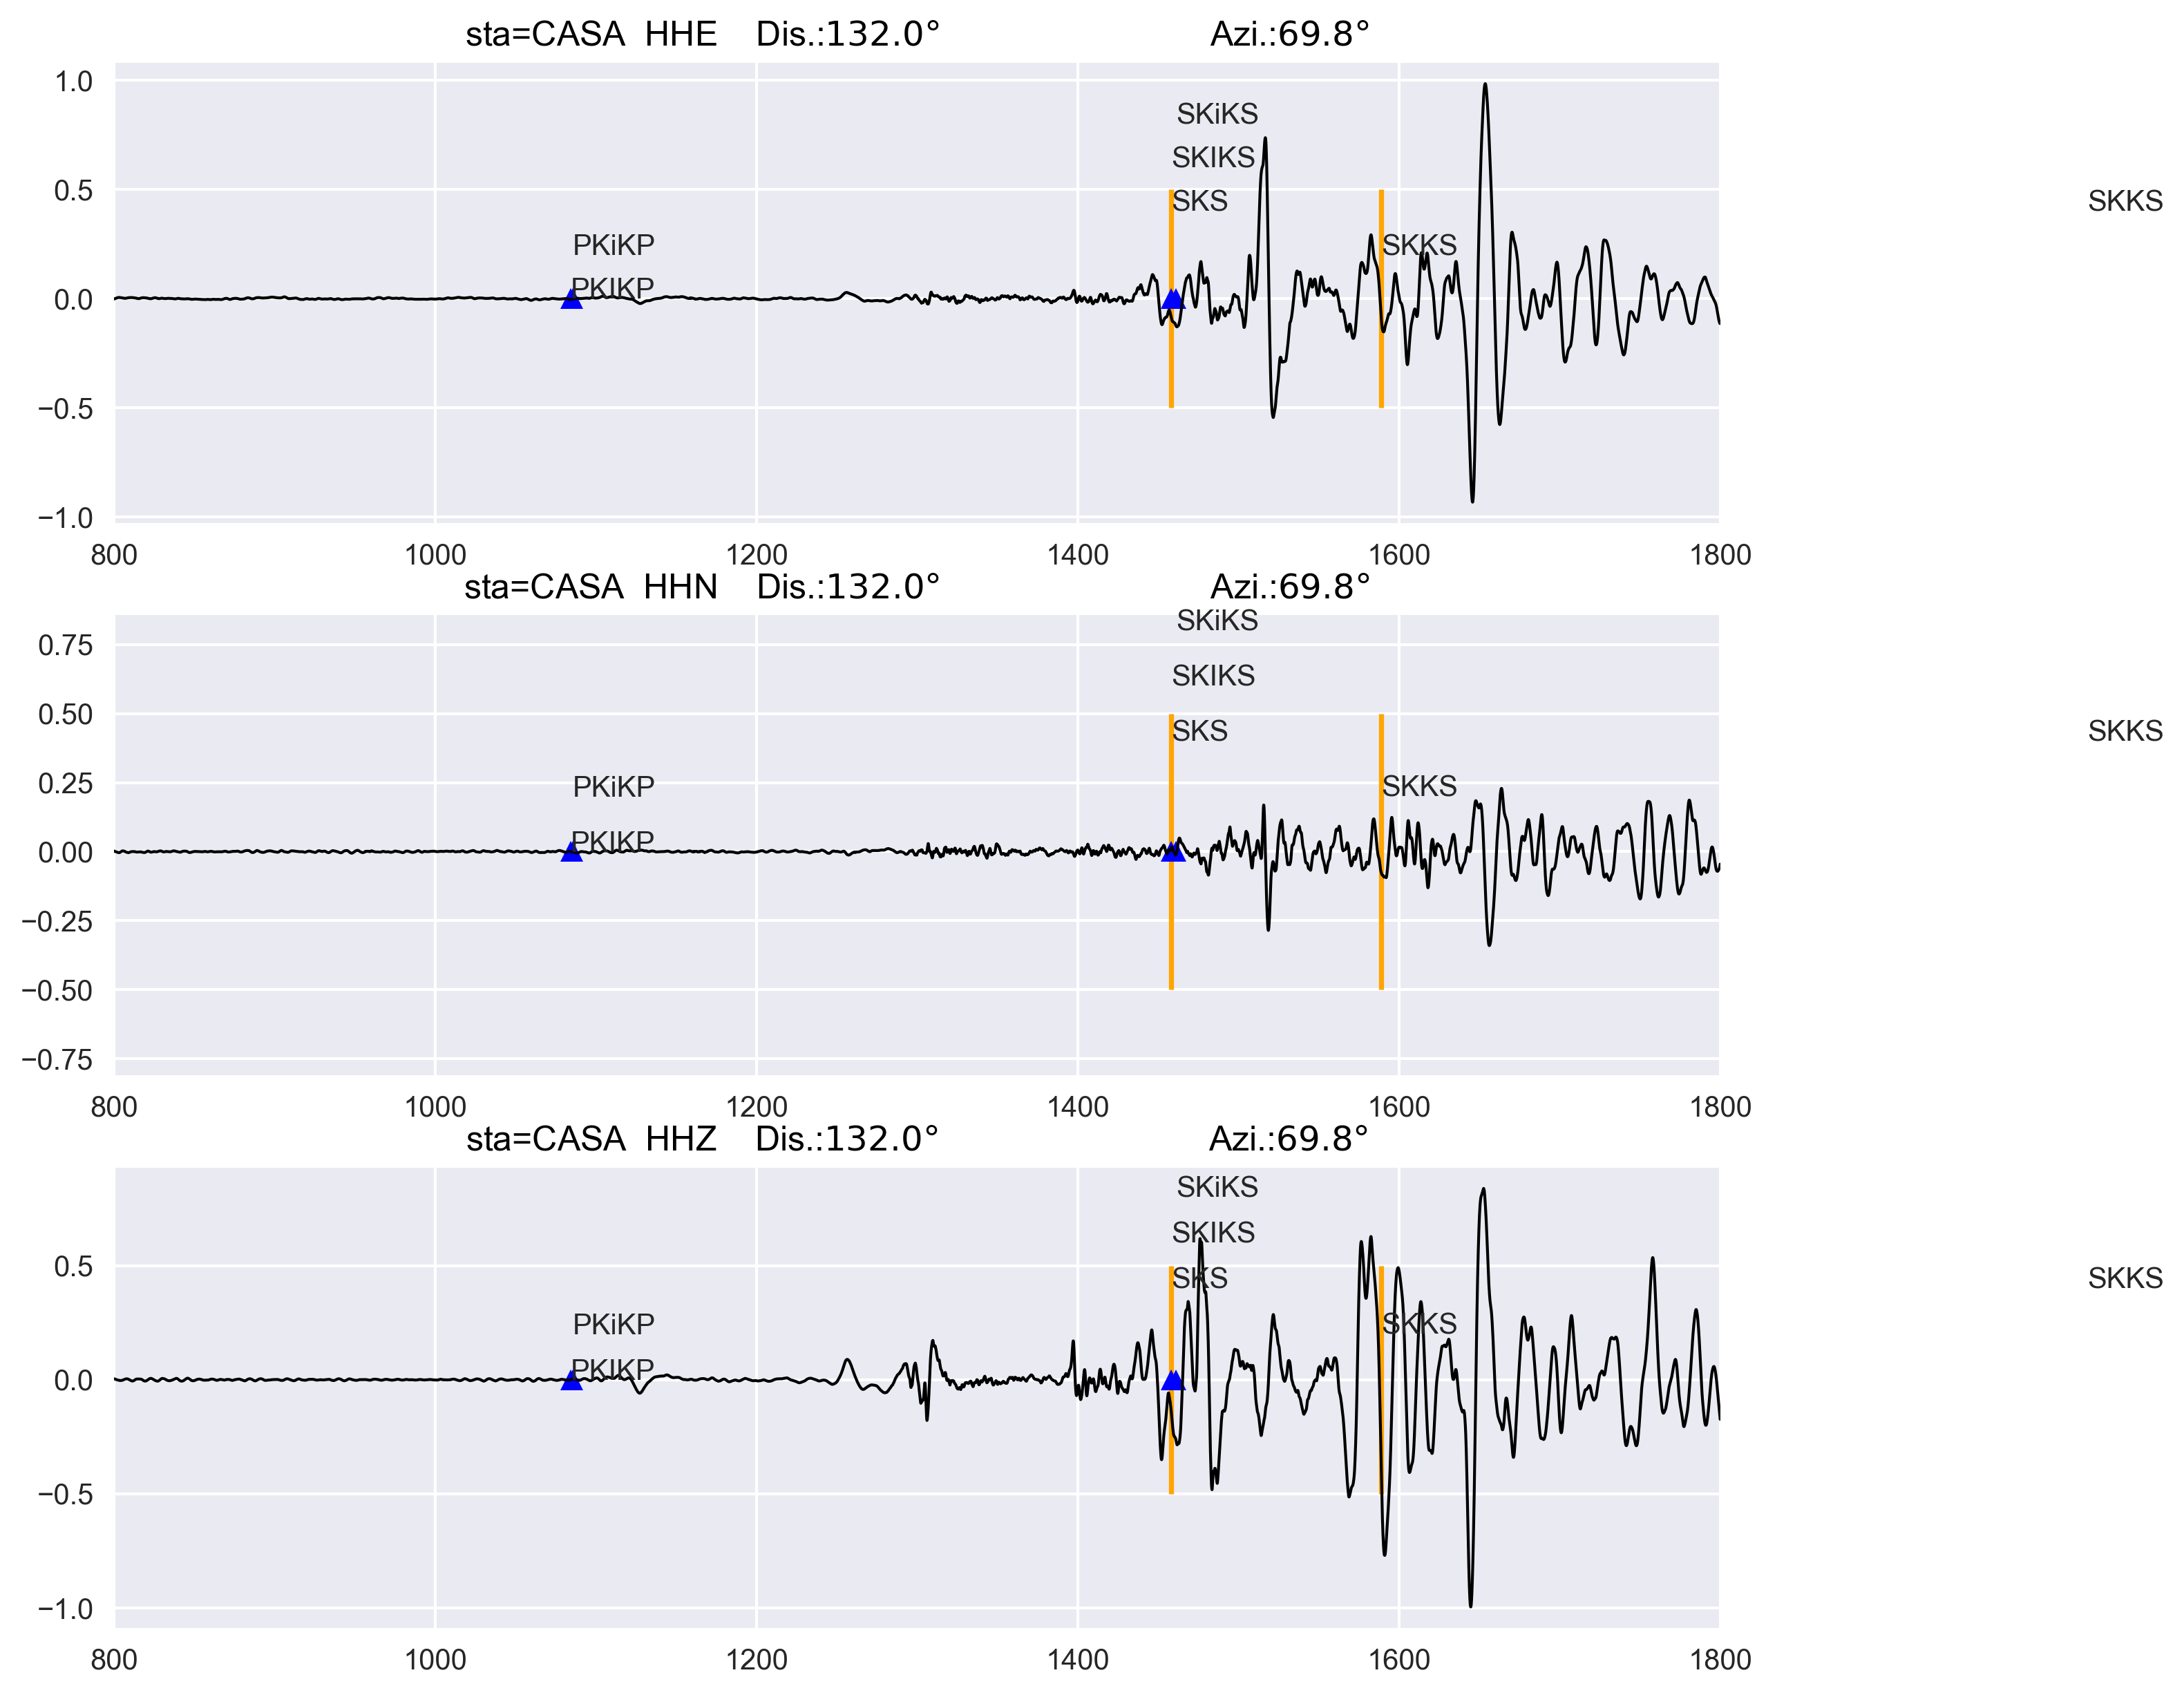 sta=CASA  HHE    Dis.:132.0°    Azi.:69.8°
1.0
SKiKS
SKIKS
0.5
SKS SKKS
PKiKP SKKS
PKIKP
0.0
−0.5
−1.0
800 1000 1200 1400 1600 1800
sta=CASA  HHN    Dis.:132.0°    Azi.:69.8°
SKiKS
0.75
SKIKS
0.50
SKS SKKS
0.25 PKiKP SKKS
PKIKP
0.00
−0.25
−0.50
−0.75
800 1000 1200 1400 1600 1800
sta=CASA  HHZ    Dis.:132.0°    Azi.:69.8°
SKiKS
SKIKS
0.5 SKS SKKS
PKiKP SKKS
PKIKP
0.0
−0.5
−1.0
800 1000 1200 1400 1600 1800